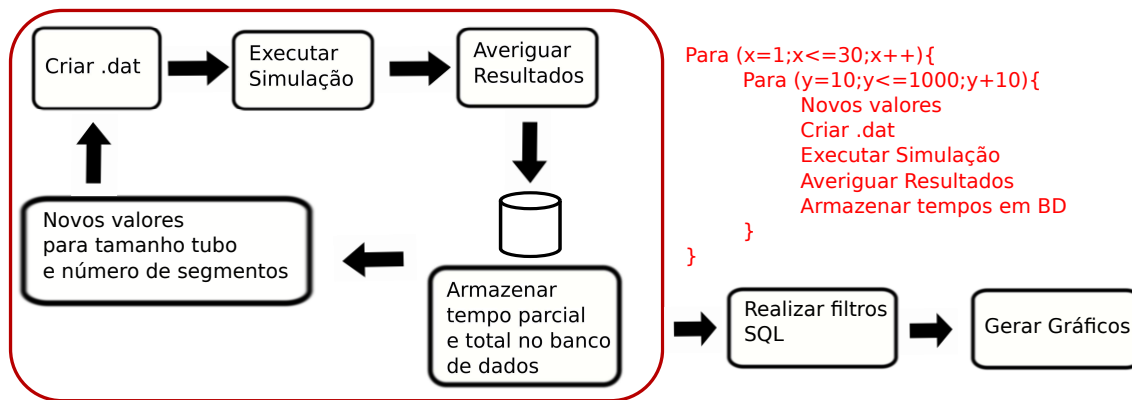 Criar .dat
Executar
Simulação
Averiguar
Resultados
Novos valores
para tamanho tubo
e número de segmentos
Armazenar
tempo parcial
e total no banco
de dados
Para (x=1;x<=30;x++){
Para (y=10;y<=1000;y+10){
Novos valores
Criar .dat
Executar Simulação
Averiguar Resultados
Armazenar tempos em BD
}
}
Realizar filtros
SQL
Gerar Gráficos